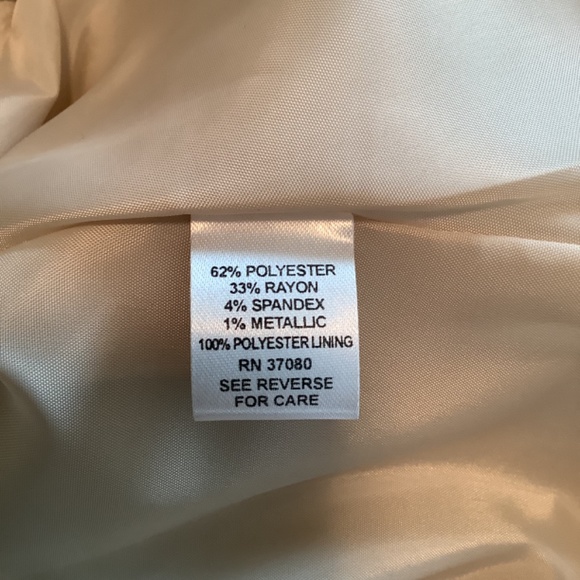 62% POLYESTER
33% RAYON
4% SPANDEX
1% METALLIC
100% POLYESTER LINING
RN 37080
SEE REVERSE
FOR CARE